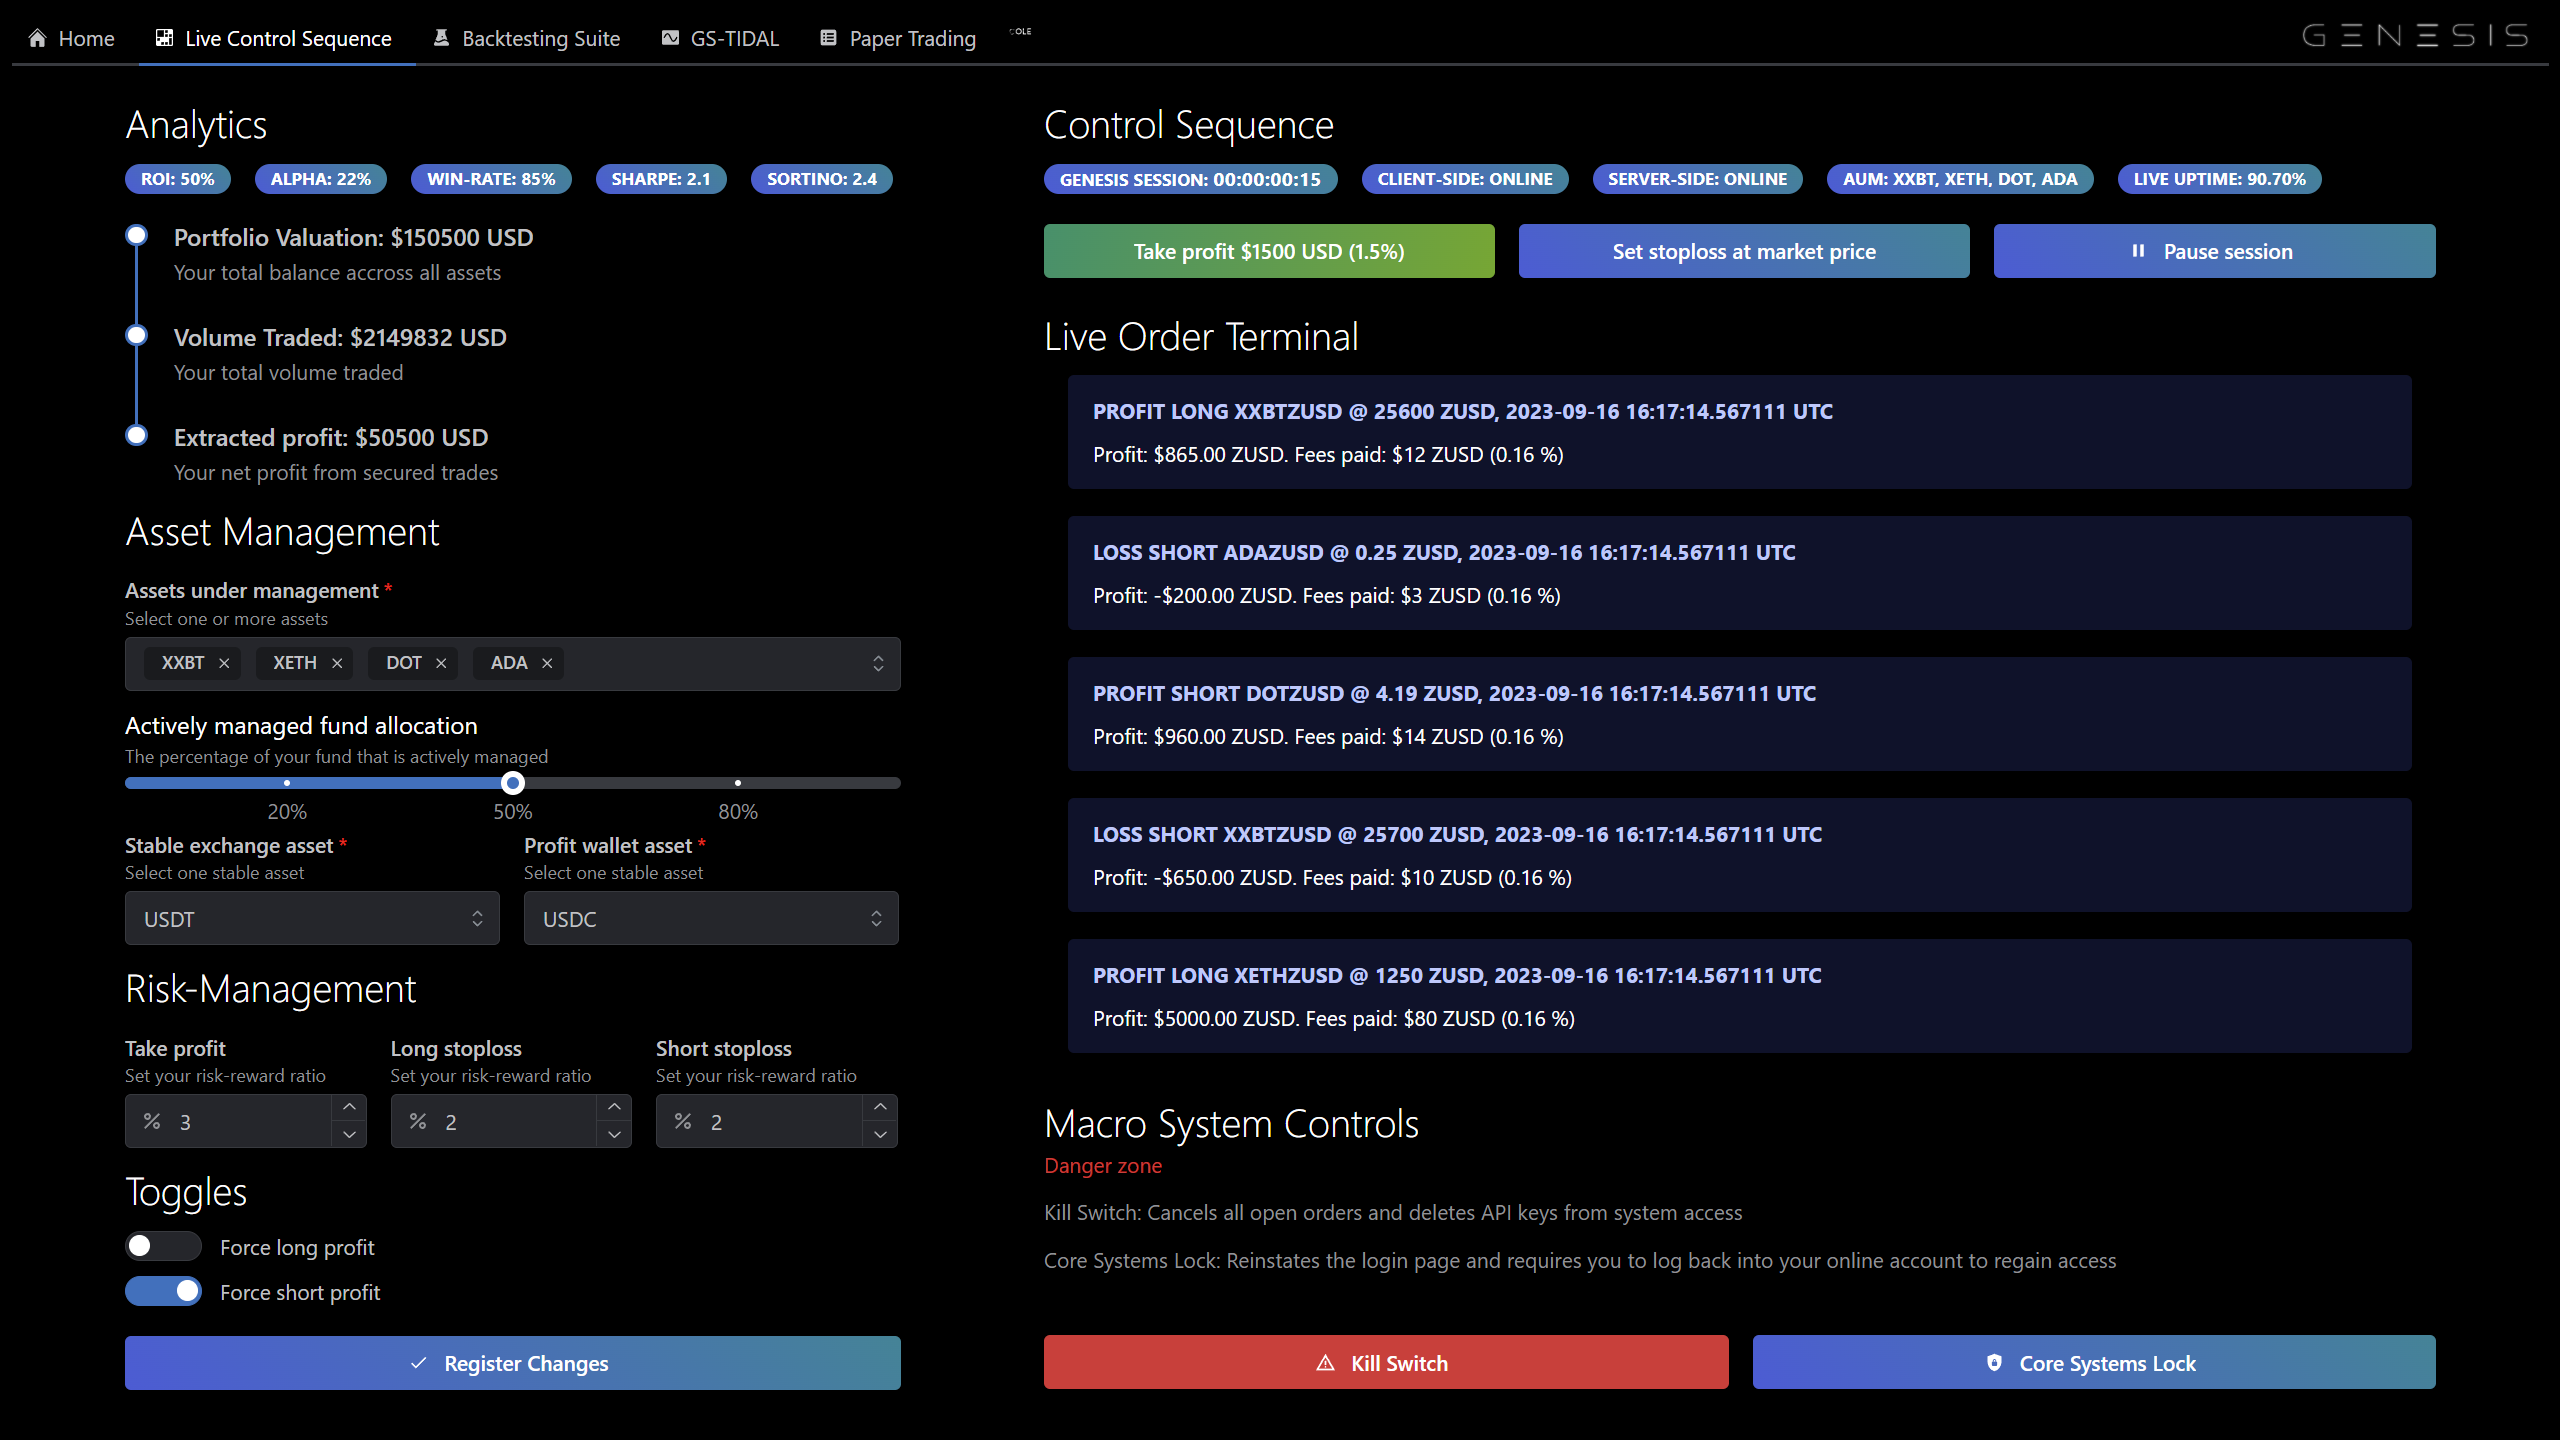 Home
Live Control Sequence
Backtesting Suite
GS-TIDAL
Paper Trading
GENESIS
Analytics
ROI: 50%
ALPHA: 22%
WIN-RATE: 85%
SHARPE: 2.1
SORTINO: 2.4
Portfolio Valuation: $150500 USD
Your total balance accross all assets
Volume Traded: $2149832 USD
Your total volume traded
Extracted profit: $50500 USD
Your net profit from secured trades
Asset Management
Assets under management *
Select one or more assets
XXBT
XETH
DOT
ADA
Actively managed fund allocation
The percentage of your fund that is actively managed
20%
50%
80%
Stable exchange asset *
Select one stable asset
USDT
Profit wallet asset *
Select one stable asset
USDC
Risk-Management
Take profit
Set your risk-reward ratio
% 3
Long stoploss
Set your risk-reward ratio
% 2
Short stoploss
Set your risk-reward ratio
% 2
Toggles
Force long profit
Force short profit
Register Changes
Control Sequence
GENESIS SESSION: 00:00:00:15
CLIENT-SIDE: ONLINE
SERVER-SIDE: ONLINE
AUM: XXBT, XETH, DOT, ADA
LIVE UPTIME: 90.70%
Take profit $1500 USD (1.5%)
Set stoploss at market price
Pause session
Live Order Terminal
PROFIT LONG XXBTZUSD @ 25600 ZUSD, 2023-09-16 16:17:14.567111 UTC
Profit: $865.00 ZUSD. Fees paid: $12 ZUSD (0.16 %)
LOSS SHORT ADAZUSD @ 0.25 ZUSD, 2023-09-16 16:17:14.567111 UTC
Profit: -$200.00 ZUSD. Fees paid: $3 ZUSD (0.16 %)
PROFIT SHORT DOTZUSD @ 4.19 ZUSD, 2023-09-16 16:17:14.567111 UTC
Profit: $960.00 ZUSD. Fees paid: $14 ZUSD (0.16 %)
LOSS SHORT XXBTZUSD @ 25700 ZUSD, 2023-09-16 16:17:14.567111 UTC
Profit: -$650.00 ZUSD. Fees paid: $10 ZUSD (0.16 %)
PROFIT LONG XETHZUSD @ 1250 ZUSD, 2023-09-16 16:17:14.567111 UTC
Profit: $5000.00 ZUSD. Fees paid: $80 ZUSD (0.16 %)
Macro System Controls
Danger zone
Kill Switch: Cancels all open orders and deletes API keys from system access
Core Systems Lock: Reinstates the login page and requires you to log back into your online account to regain access
Kill Switch
Core Systems Lock